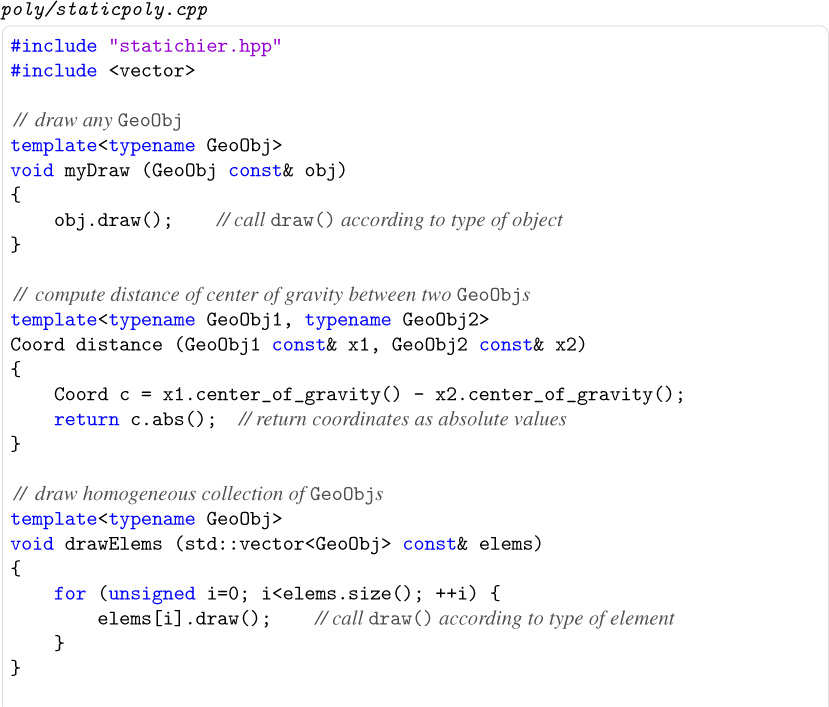 poly/staticpoly.cpp
#include "statichier.hpp"
#include <vector>
// draw any GeoObj
template<typename GeoObj>
void myDraw (GeoObj const& obj)
{
    obj.draw();    // call draw() according to type of object
}
// compute distance of center of gravity between two GeoObjs
template<typename GeoObj1, typename GeoObj2>
Coord distance (GeoObj1 const& x1, GeoObj2 const& x2)
{
    Coord c = x1.center_of_gravity() - x2.center_of_gravity();
    return c.abs();  // return coordinates as absolute values
}
// draw homogeneous collection of GeoObjs
template<typename GeoObj>
void drawElems (std::vector<GeoObj> const& elems)
{
    for (unsigned i=0; i<elems.size(); ++i) {
        elems[i].draw();    // call draw() according to type of element
    }
}